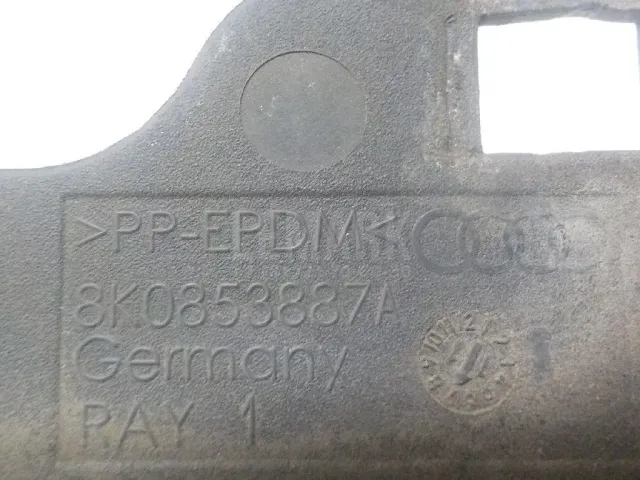 >PP-EPDM<
8K0853887A
Germany
RAY 1